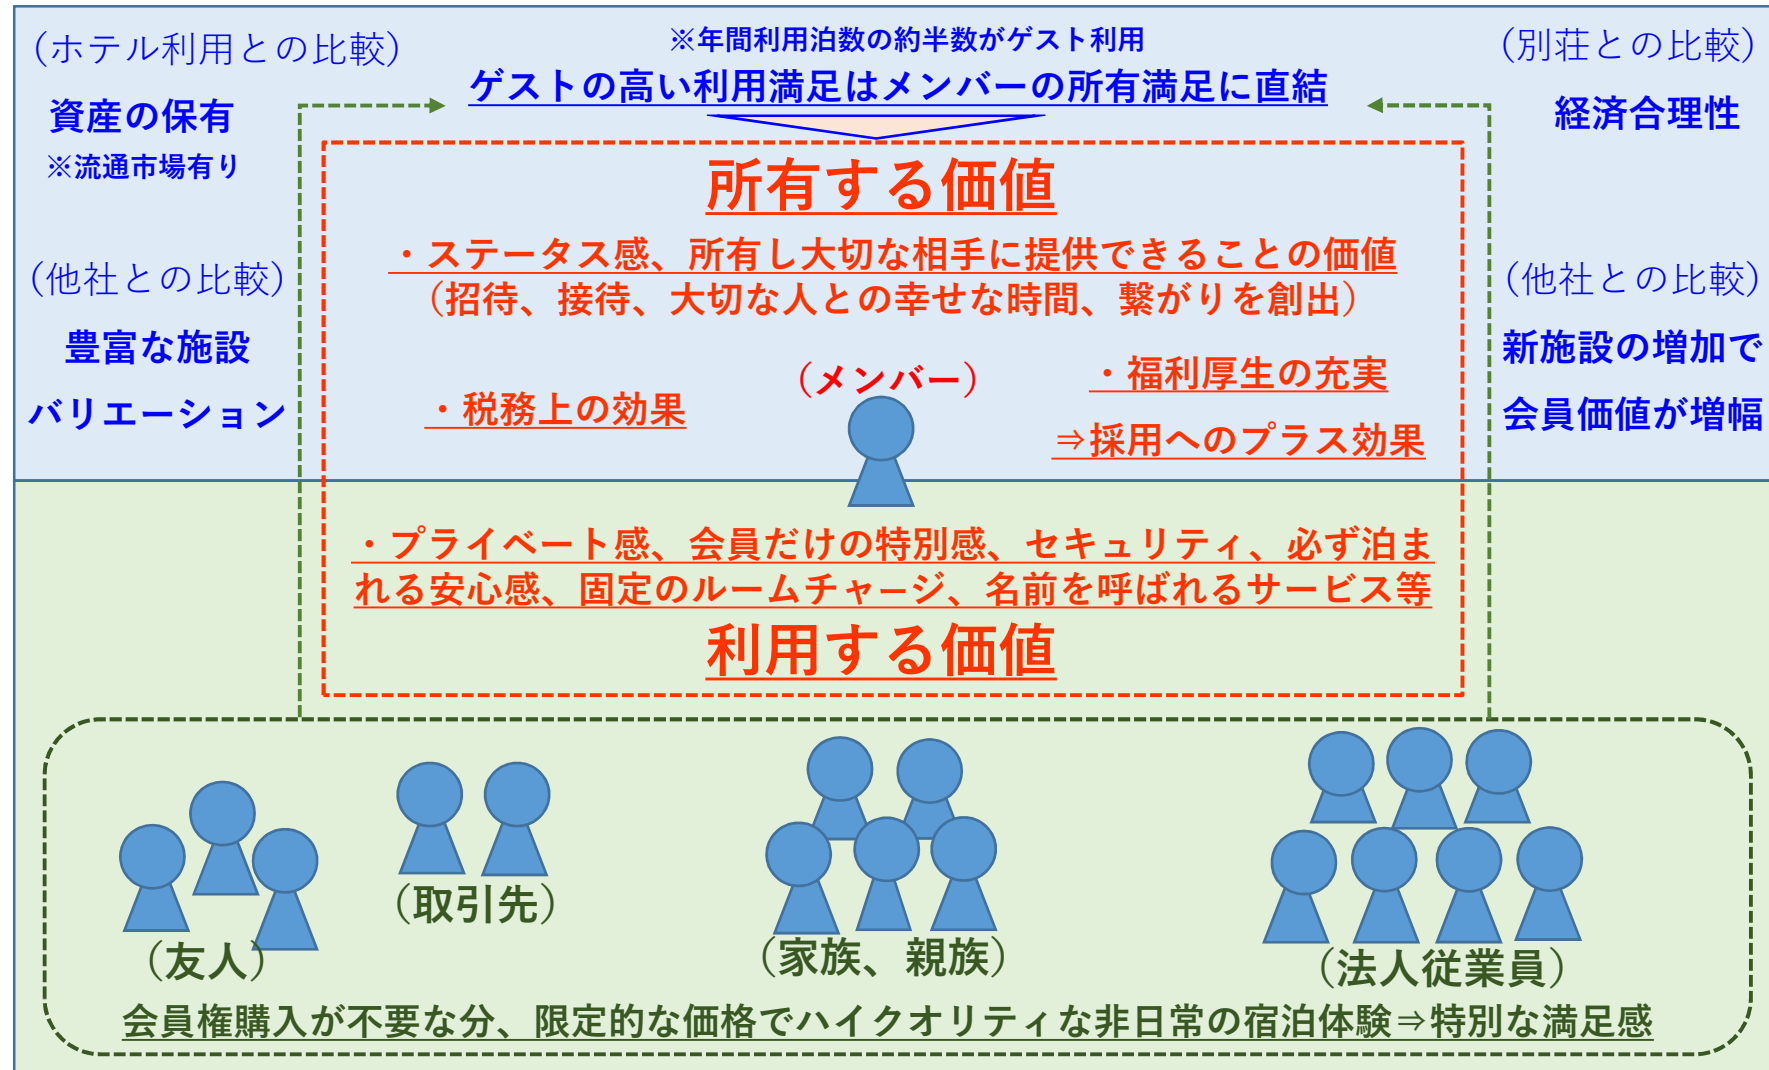 （ホテル利用との比較）
資産の保有
※流通市場有り
※年間利用泊数の約半数がゲスト利用
ゲストの高い利用満足はメンバーの所有満足に直結
（別荘との比較）
経済合理性
所有する価値
・ステータス感、所有し大切な相手に提供できることの価値
（招待、接待、大切な人との幸せな時間、繋がりを創出）
（他社との比較）
豊富な施設
バリエーション
・税務上の効果
（メンバー）
・福利厚生の充実
⇒採用へのプラス効果
（他社との比較）
新施設の増加で
会員価値が増幅
・プライベート感、会員だけの特別感、セキュリティ、必ず泊ま
れる安心感、固定のルームチャージ、名前を呼ばれるサービス等
利用する価値
（友人）
（取引先）
（家族、親族）
（法人従業員）
会員権購入が不要な分、限定的な価格でハイクオリティな非日常の宿泊体験⇒特別な満足感